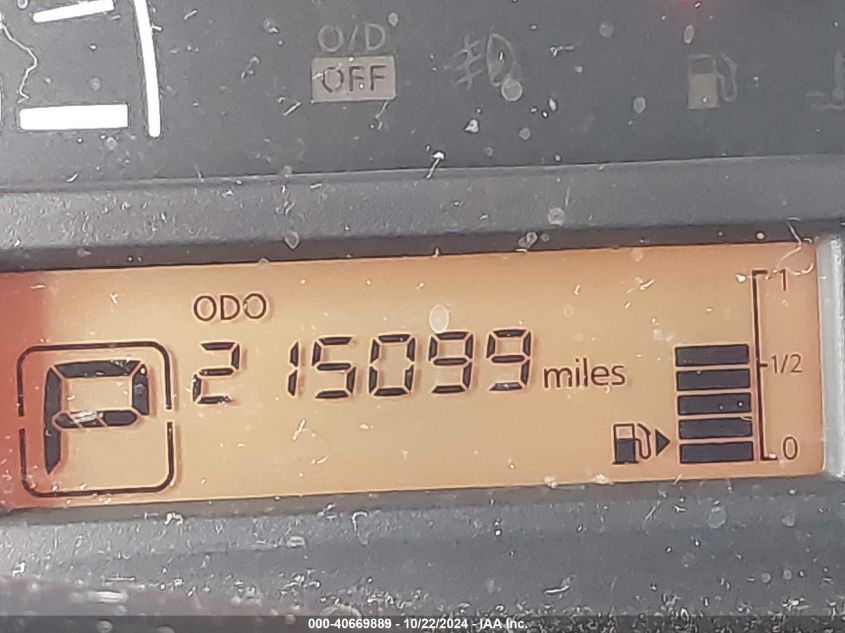 O/D
OFF
ODO
P
215099 miles
1
1/2
0
000-40669889 - 10/22/2024 - IAA Inc.